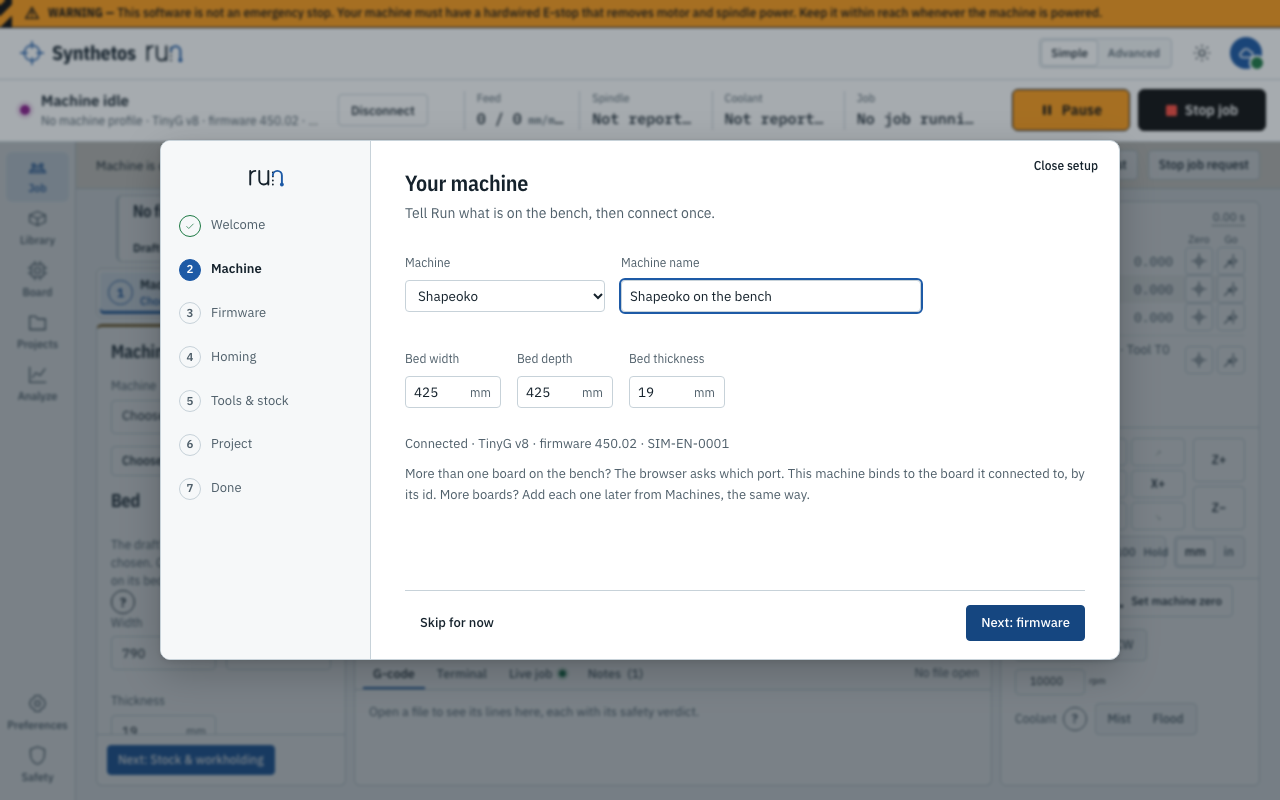 WARNING — This software is not an emergency stop. Your machine must have a hardwired E-stop that removes motor and spindle power. Keep it within reach whenever the machine is powered.
Synthetos run
Simple Advanced
Machine idle
No machine profile · TinyG v8 · firmware 450.02 · ...
Disconnect
Feed
0 / 0 mm/m…
Spindle
Not report…
Coolant
Not report…
Job
No job runni…
Pause
Stop job
Job
Library
Board
Projects
Analyze
Preferences
Safety
Machine is
Stop job request
run
Welcome
2 Machine
3 Firmware
4 Homing
5 Tools & stock
6 Project
7 Done
Close setup
Your machine
Tell Run what is on the bench, then connect once.
Machine
Shapeoko
Machine name
Shapeoko on the bench
Bed width
425 mm
Bed depth
425 mm
Bed thickness
19 mm
Connected · TinyG v8 · firmware 450.02 · SIM-EN-0001
More than one board on the bench? The browser asks which port. This machine binds to the board it connected to, by
its id. More boards? Add each one later from Machines, the same way.
Skip for now
Next: firmware
1
Machine
Bed
?
Width
790
Thickness
19 mm
Next: Stock & workholding
G-code Terminal Live job Notes (1)
No file open
Open a file to see its lines here, each with its safety verdict.
0.00 s
Zero Go
0.000
0.000
0.000
· Tool T0
Z+
X+
Z−
Hold
mm in
Set machine zero
10000 rpm
Coolant ? Mist Flood